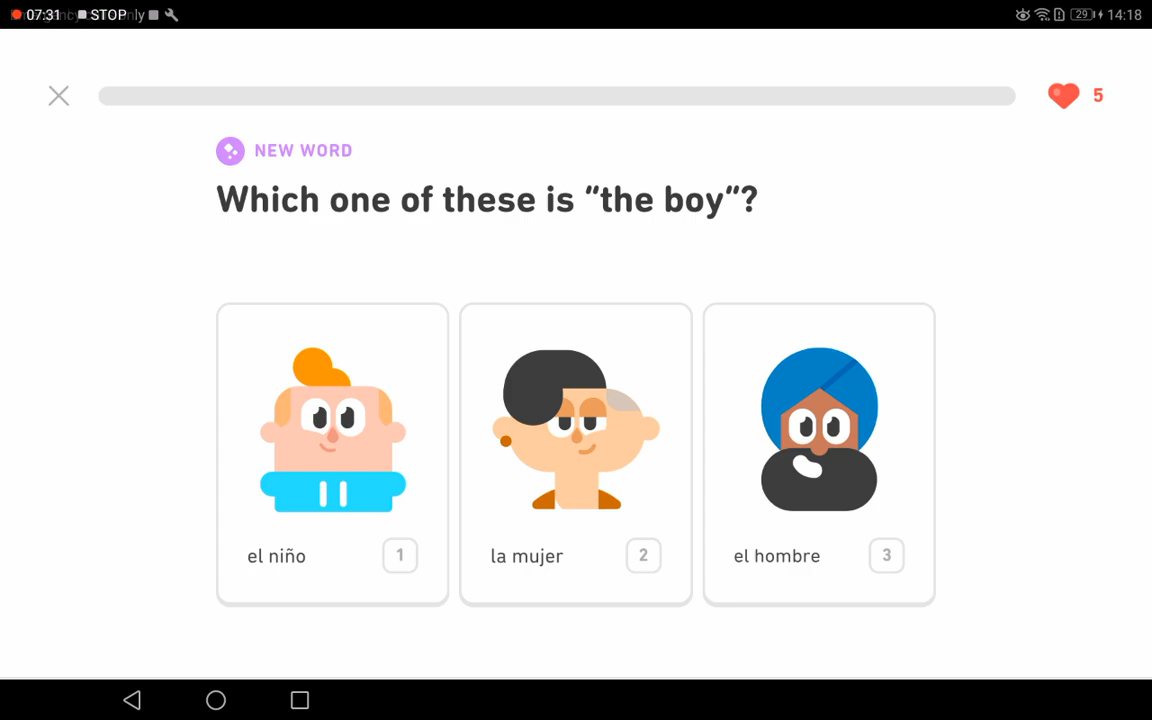 07:31 STOP
29 14:18
5
NEW WORD
Which one of these is “the boy”?
el niño 1
la mujer 2
el hombre 3